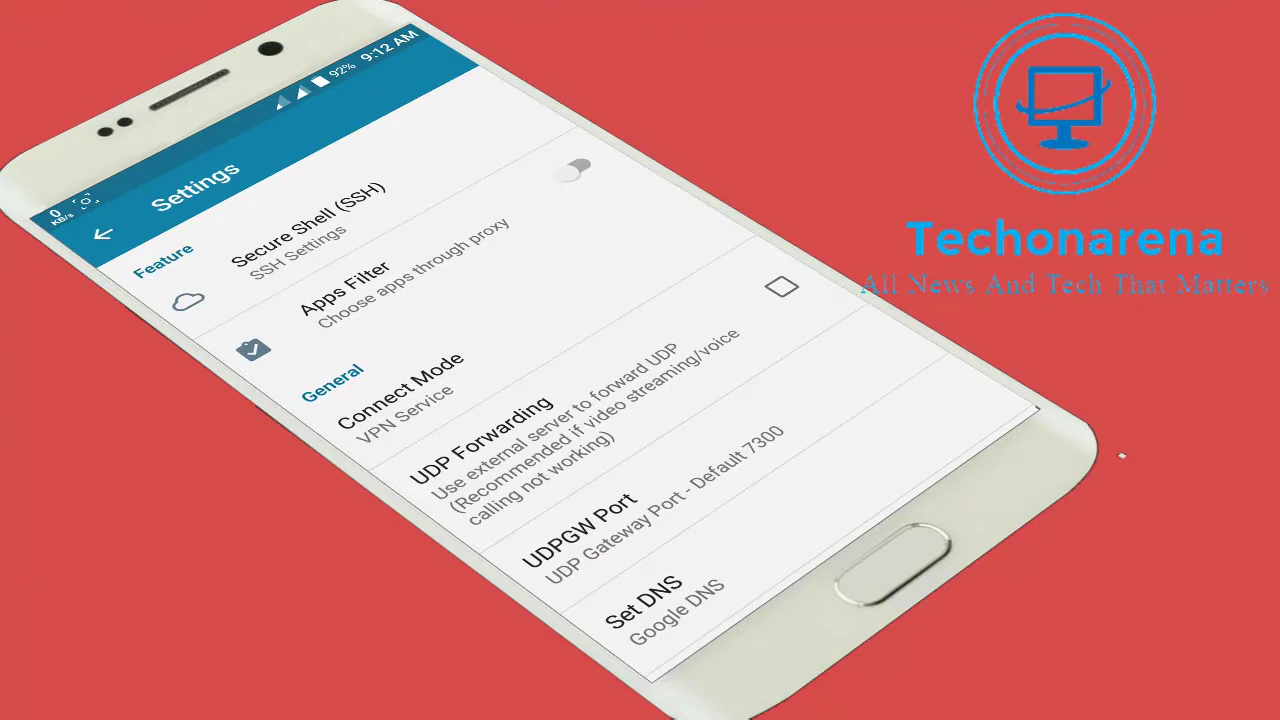 0
KB/s
92%
9:12 AM
Settings
Feature
Secure Shell (SSH)
SSH Settings
Apps Filter
Choose apps through proxy
General
Connect Mode
VPN Service
UDP Forwarding
Use external server to forward UDP
(Recommended if video streaming/voice
calling not working)
UDPGW Port
UDP Gateway Port - Default 7300
Set DNS
Google DNS
Techonarena
All News And Tech That Matters